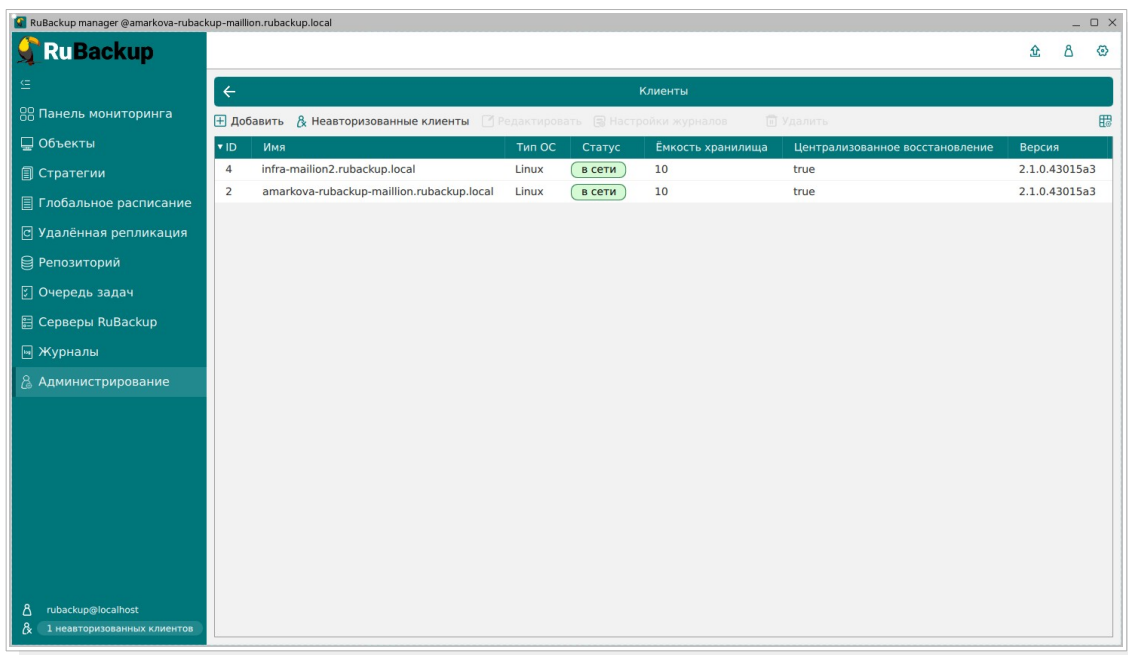 RuBackup manager @amarkova-rubackup-maillion.rubackup.local
RuBackup
Клиенты
Панель мониторинга
Объекты
Стратегии
Глобальное расписание
Удалённая репликация
Репозиторий
Очередь задач
Серверы RuBackup
Журналы
Администрирование
Добавить Неавторизованные клиенты Редактировать Настройки журналов Удалить
ID Имя Тип ОС Статус Ёмкость хранилища Централизованное восстановление Версия
4 infra-mailion2.rubackup.local Linux в сети 10 true 2.1.0.43015a3
2 amarkova-rubackup-maillion.rubackup.local Linux в сети 10 true 2.1.0.43015a3
rubackup@localhost
1 неавторизованных клиентов